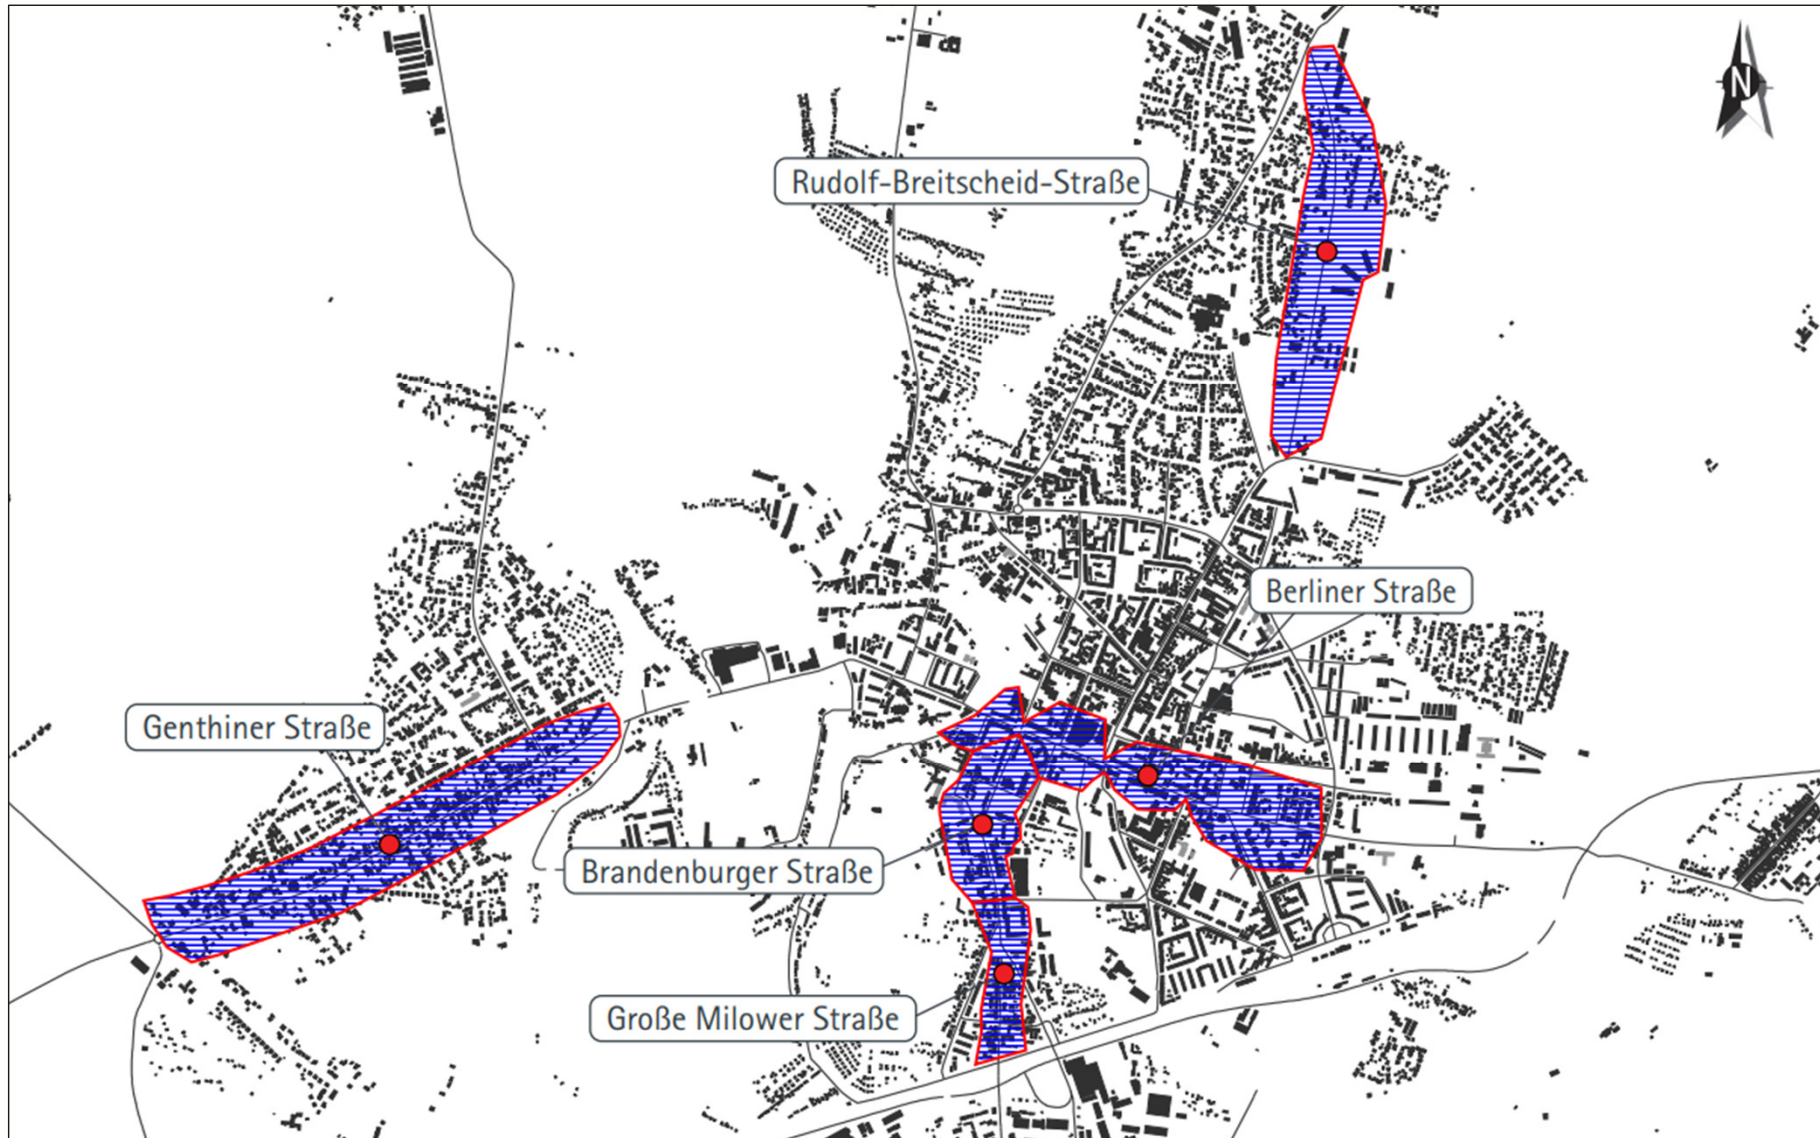 N
Rudolf-Breitscheid-Straße
Berliner Straße
Genthiner Straße
Brandenburger Straße
Große Milower Straße